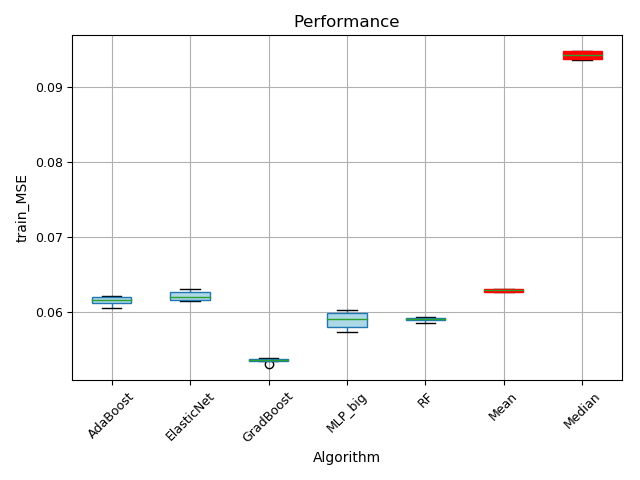 Performance
0.09
0.08
0.07
0.06
train_MSE
AdaBoost
ElasticNet
GradBoost
MLP_big
RF
Mean
Median
Algorithm